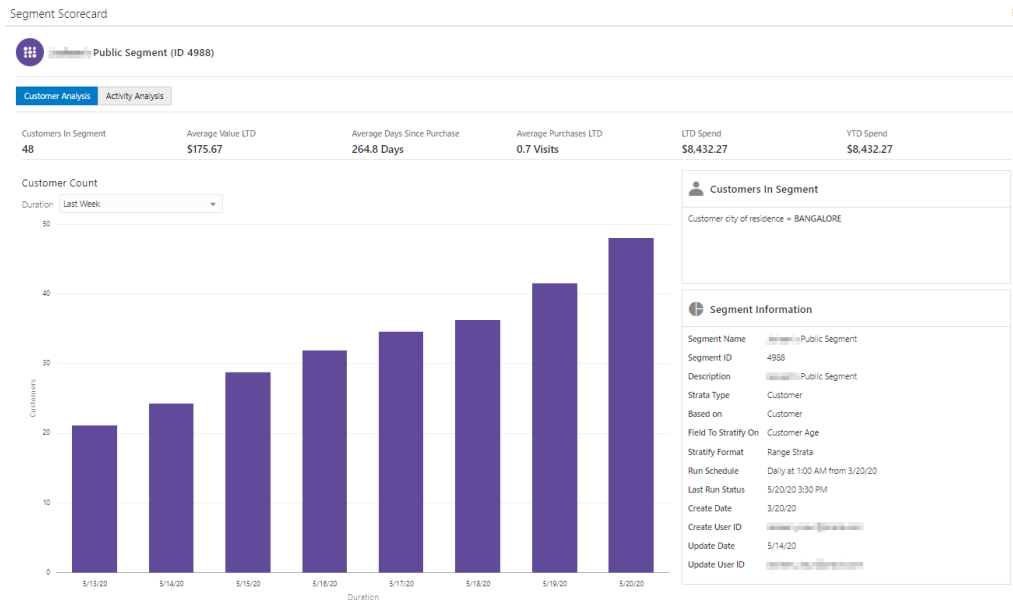 Segment Scorecard
Public Segment (ID 4988)
Customer Analysis Activity Analysis
Customers In Segment Average Value LTD Average Days Since Purchase Average Purchases LTD LTD Spend YTD Spend
48 $175.67 264.8 Days 0.7 Visits $8,432.27 $8,432.27
Customer Count
Duration Last Week
50
40
30
20
10
0
Customers
5/13/20 5/14/20 5/15/20 5/16/20 5/17/20 5/18/20 5/19/20 5/20/20
Duration
Customers In Segment
Customer city of residence = BANGALORE
Segment Information
Segment Name Public Segment
Segment ID 4988
Description Public Segment
Strata Type Customer
Based on Customer
Field To Stratify On Customer Age
Stratify Format Range Strata
Run Schedule Daily at 1:00 AM from 3/20/20
Last Run Status 5/20/20 3:30 PM
Create Date 3/20/20
Create User ID
Update Date 5/14/20
Update User ID